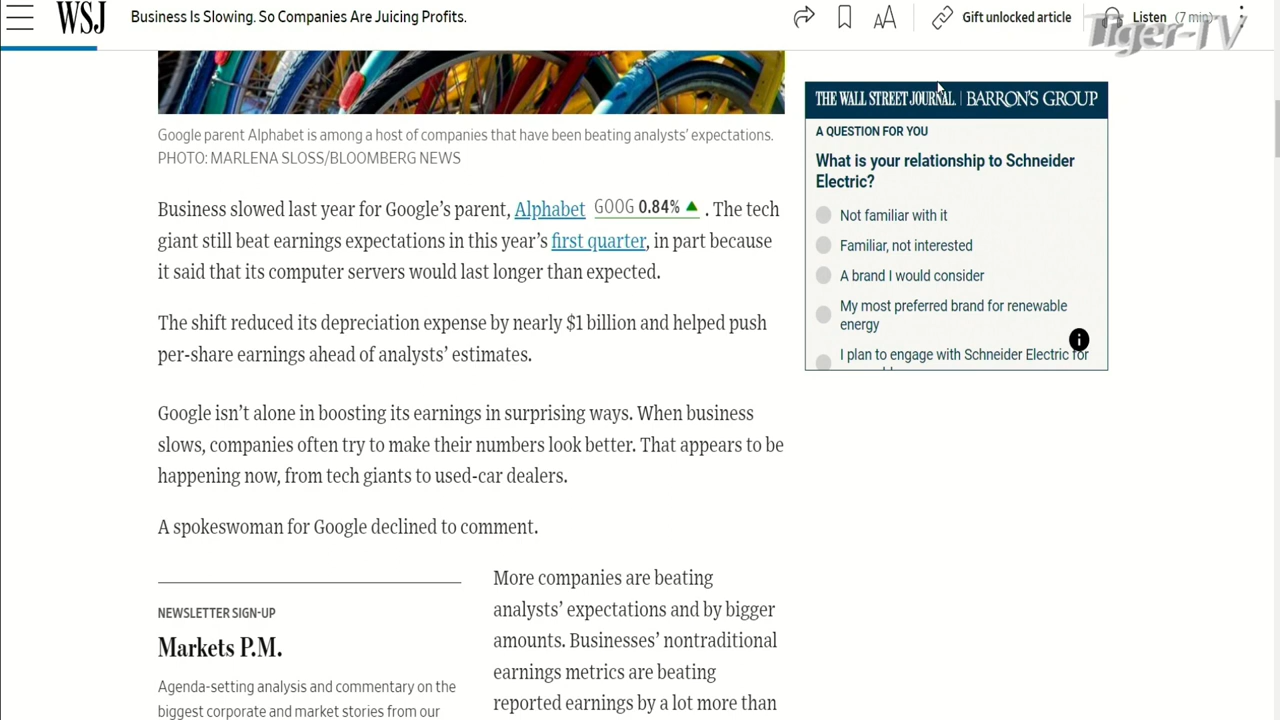 WSJ
Business Is Slowing. So Companies Are Juicing Profits.
AA
Gift unlocked article
Listen (7 min)
Tiger-TV
Google parent Alphabet is among a host of companies that have been beating analysts' expectations.
PHOTO: MARLENA SLOSS/BLOOMBERG NEWS
Business slowed last year for Google's parent, Alphabet GOOG 0.84% ▲ . The tech
giant still beat earnings expectations in this year's first quarter, in part because
it said that its computer servers would last longer than expected.
The shift reduced its depreciation expense by nearly $1 billion and helped push
per-share earnings ahead of analysts' estimates.
Google isn't alone in boosting its earnings in surprising ways. When business
slows, companies often try to make their numbers look better. That appears to be
happening now, from tech giants to used-car dealers.
A spokeswoman for Google declined to comment.
NEWSLETTER SIGN-UP
Markets P.M.
Agenda-setting analysis and commentary on the
biggest corporate and market stories from our
More companies are beating
analysts' expectations and by bigger
amounts. Businesses' nontraditional
earnings metrics are beating
reported earnings by a lot more than
THE WALL STREET JOURNAL. | BARRON'S GROUP
A QUESTION FOR YOU
What is your relationship to Schneider
Electric?
Not familiar with it
Familiar, not interested
A brand I would consider
My most preferred brand for renewable
energy
I plan to engage with Schneider Electric for